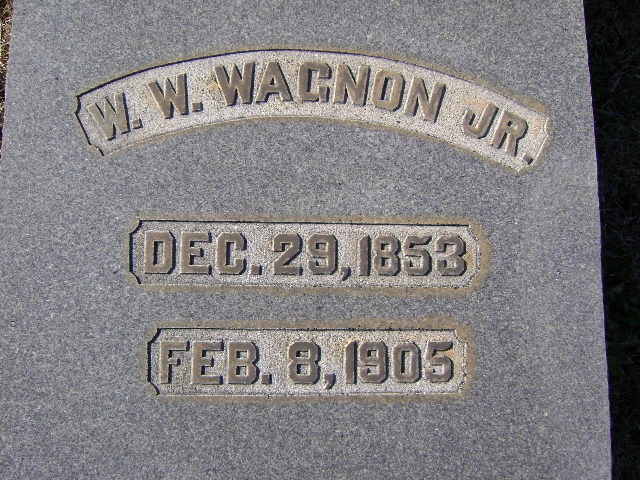 W. W. WAGNON JR.
DEC. 29, 1853
FEB. 8, 1905